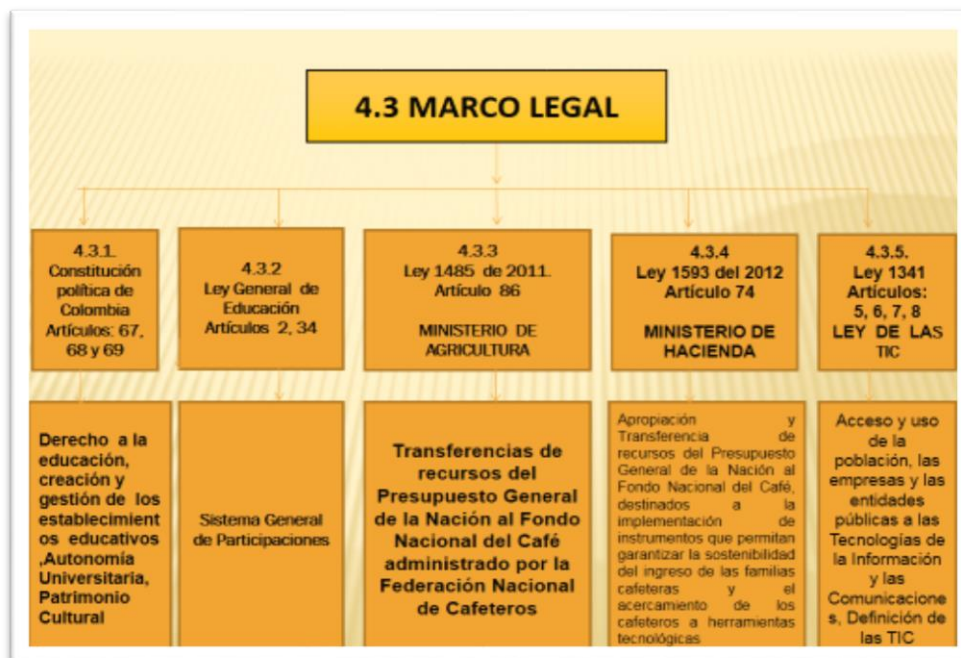 4.3 MARCO LEGAL
4.3.1.
Constitución
política de
Colombia
Artículos: 67,
68 y 69
4.3.2
Ley General de
Educación
Artículos 2, 34
4.3.3
Ley 1485 de 2011.
Artículo 86
MINISTERIO DE
AGRICULTURA
4.3.4
Ley 1593 del 2012
Artículo 74
MINISTERIO DE
HACIENDA
4.3.5.
Ley 1341
Artículos:
5, 6, 7, 8
LEY DE LAS
TIC
Derecho a la
educación,
creación y
gestión de los
establecimient
os educativos
,Autonomía
Universitaria,
Patrimonio
Cultural
Sistema General
de Participaciones
Transferencias de
recursos del
Presupuesto General
de la Nación al Fondo
Nacional del Café
administrado por la
Federación Nacional
de Cafeteros
Apropiación y
Transferencia de
recursos del Presupuesto
General de la Nación al
Fondo Nacional del Café,
destinados a la
implementación de
instrumentos que permitan
garantizar la sostenibilidad
del ingreso de las familias
cafeteras y el
acercamiento de los
cafeteros a herramientas
tecnológicas
Acceso y uso
de la
población, las
empresas y las
entidades
públicas a las
Tecnologías de
la Información
y las
Comunicacione
s, Definición de
las TIC